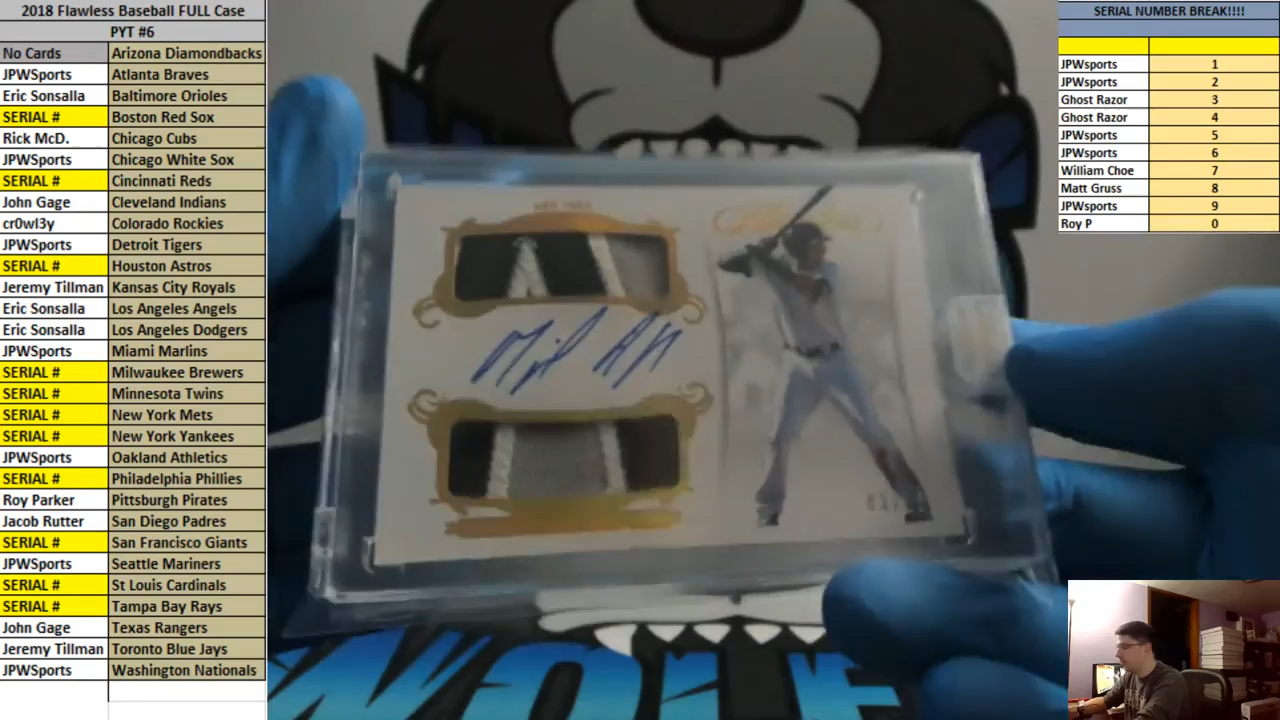 2018 Flawless Baseball FULL Case
PYT #6
No Cards Arizona Diamondbacks
JPWSports Atlanta Braves
Eric Sonsalla Baltimore Orioles
SERIAL # Boston Red Sox
Rick McD. Chicago Cubs
JPWSports Chicago White Sox
SERIAL # Cincinnati Reds
John Gage Cleveland Indians
cr0wl3y Colorado Rockies
JPWSports Detroit Tigers
SERIAL # Houston Astros
Jeremy Tillman Kansas City Royals
Eric Sonsalla Los Angeles Angels
Eric Sonsalla Los Angeles Dodgers
JPWSports Miami Marlins
SERIAL # Milwaukee Brewers
SERIAL # Minnesota Twins
SERIAL # New York Mets
SERIAL # New York Yankees
JPWSports Oakland Athletics
SERIAL # Philadelphia Phillies
Roy Parker Pittsburgh Pirates
Jacob Rutter San Diego Padres
SERIAL # San Francisco Giants
JPWSports Seattle Mariners
SERIAL # St Louis Cardinals
SERIAL # Tampa Bay Rays
John Gage Texas Rangers
Jeremy Tillman Toronto Blue Jays
JPWSports Washington Nationals
WOLF
SERIAL NUMBER BREAK!!!!
JPWsports 1
JPWsports 2
Ghost Razor 3
Ghost Razor 4
JPWsports 5
JPWsports 6
William Choe 7
Matt Gruss 8
JPWsports 9
Roy P 0